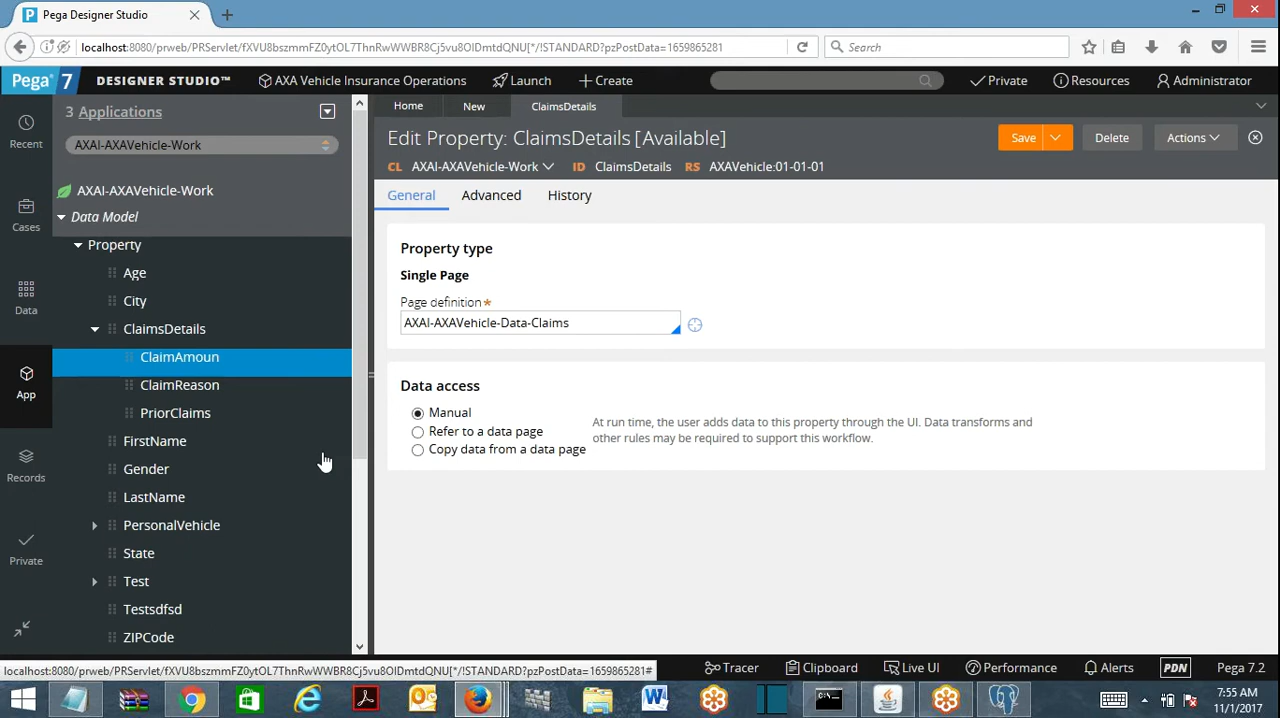 Pega Designer Studio
localhost:8080/prweb/PRServlet/fXVU8bszmmFZ0ytOL7ThnRwWWBR8Cj5vu8OIDmtdQNU[*/!STANDARD?pzPostData=1659865281
Search
Pega 7
DESIGNER STUDIO™
AXA Vehicle Insurance Operations
Launch
Create
Private
Resources
Administrator
Recent
Cases
Data
App
Records
Private
3 Applications
AXAI-AXAVehicle-Work
AXAI-AXAVehicle-Work
Data Model
Property
Age
City
ClaimsDetails
ClaimAmoun
ClaimReason
PriorClaims
FirstName
Gender
LastName
PersonalVehicle
State
Test
Testsdfsd
ZIPCode
Home
New
ClaimsDetails
Edit Property: ClaimsDetails [Available]
Save
Delete
Actions
CL AXAI-AXAVehicle-Work ID ClaimsDetails RS AXAVehicle:01-01-01
General
Advanced
History
Property type
Single Page
Page definition*
AXAI-AXAVehicle-Data-Claims
Data access
Manual
Refer to a data page
Copy data from a data page
At run time, the user adds data to this property through the UI. Data transforms and
other rules may be required to support this workflow.
localhost:8080/prweb/PRServlet/fXVU8bszmmFZ0ytOL7ThnRwWWBR8Cj5vu8OIDmtdQNU[*/!STANDARD?pzPostData=1659865281#
Tracer
Clipboard
Live UI
Performance
Alerts
PDN
Pega 7.2
7:55 AM
11/1/2017